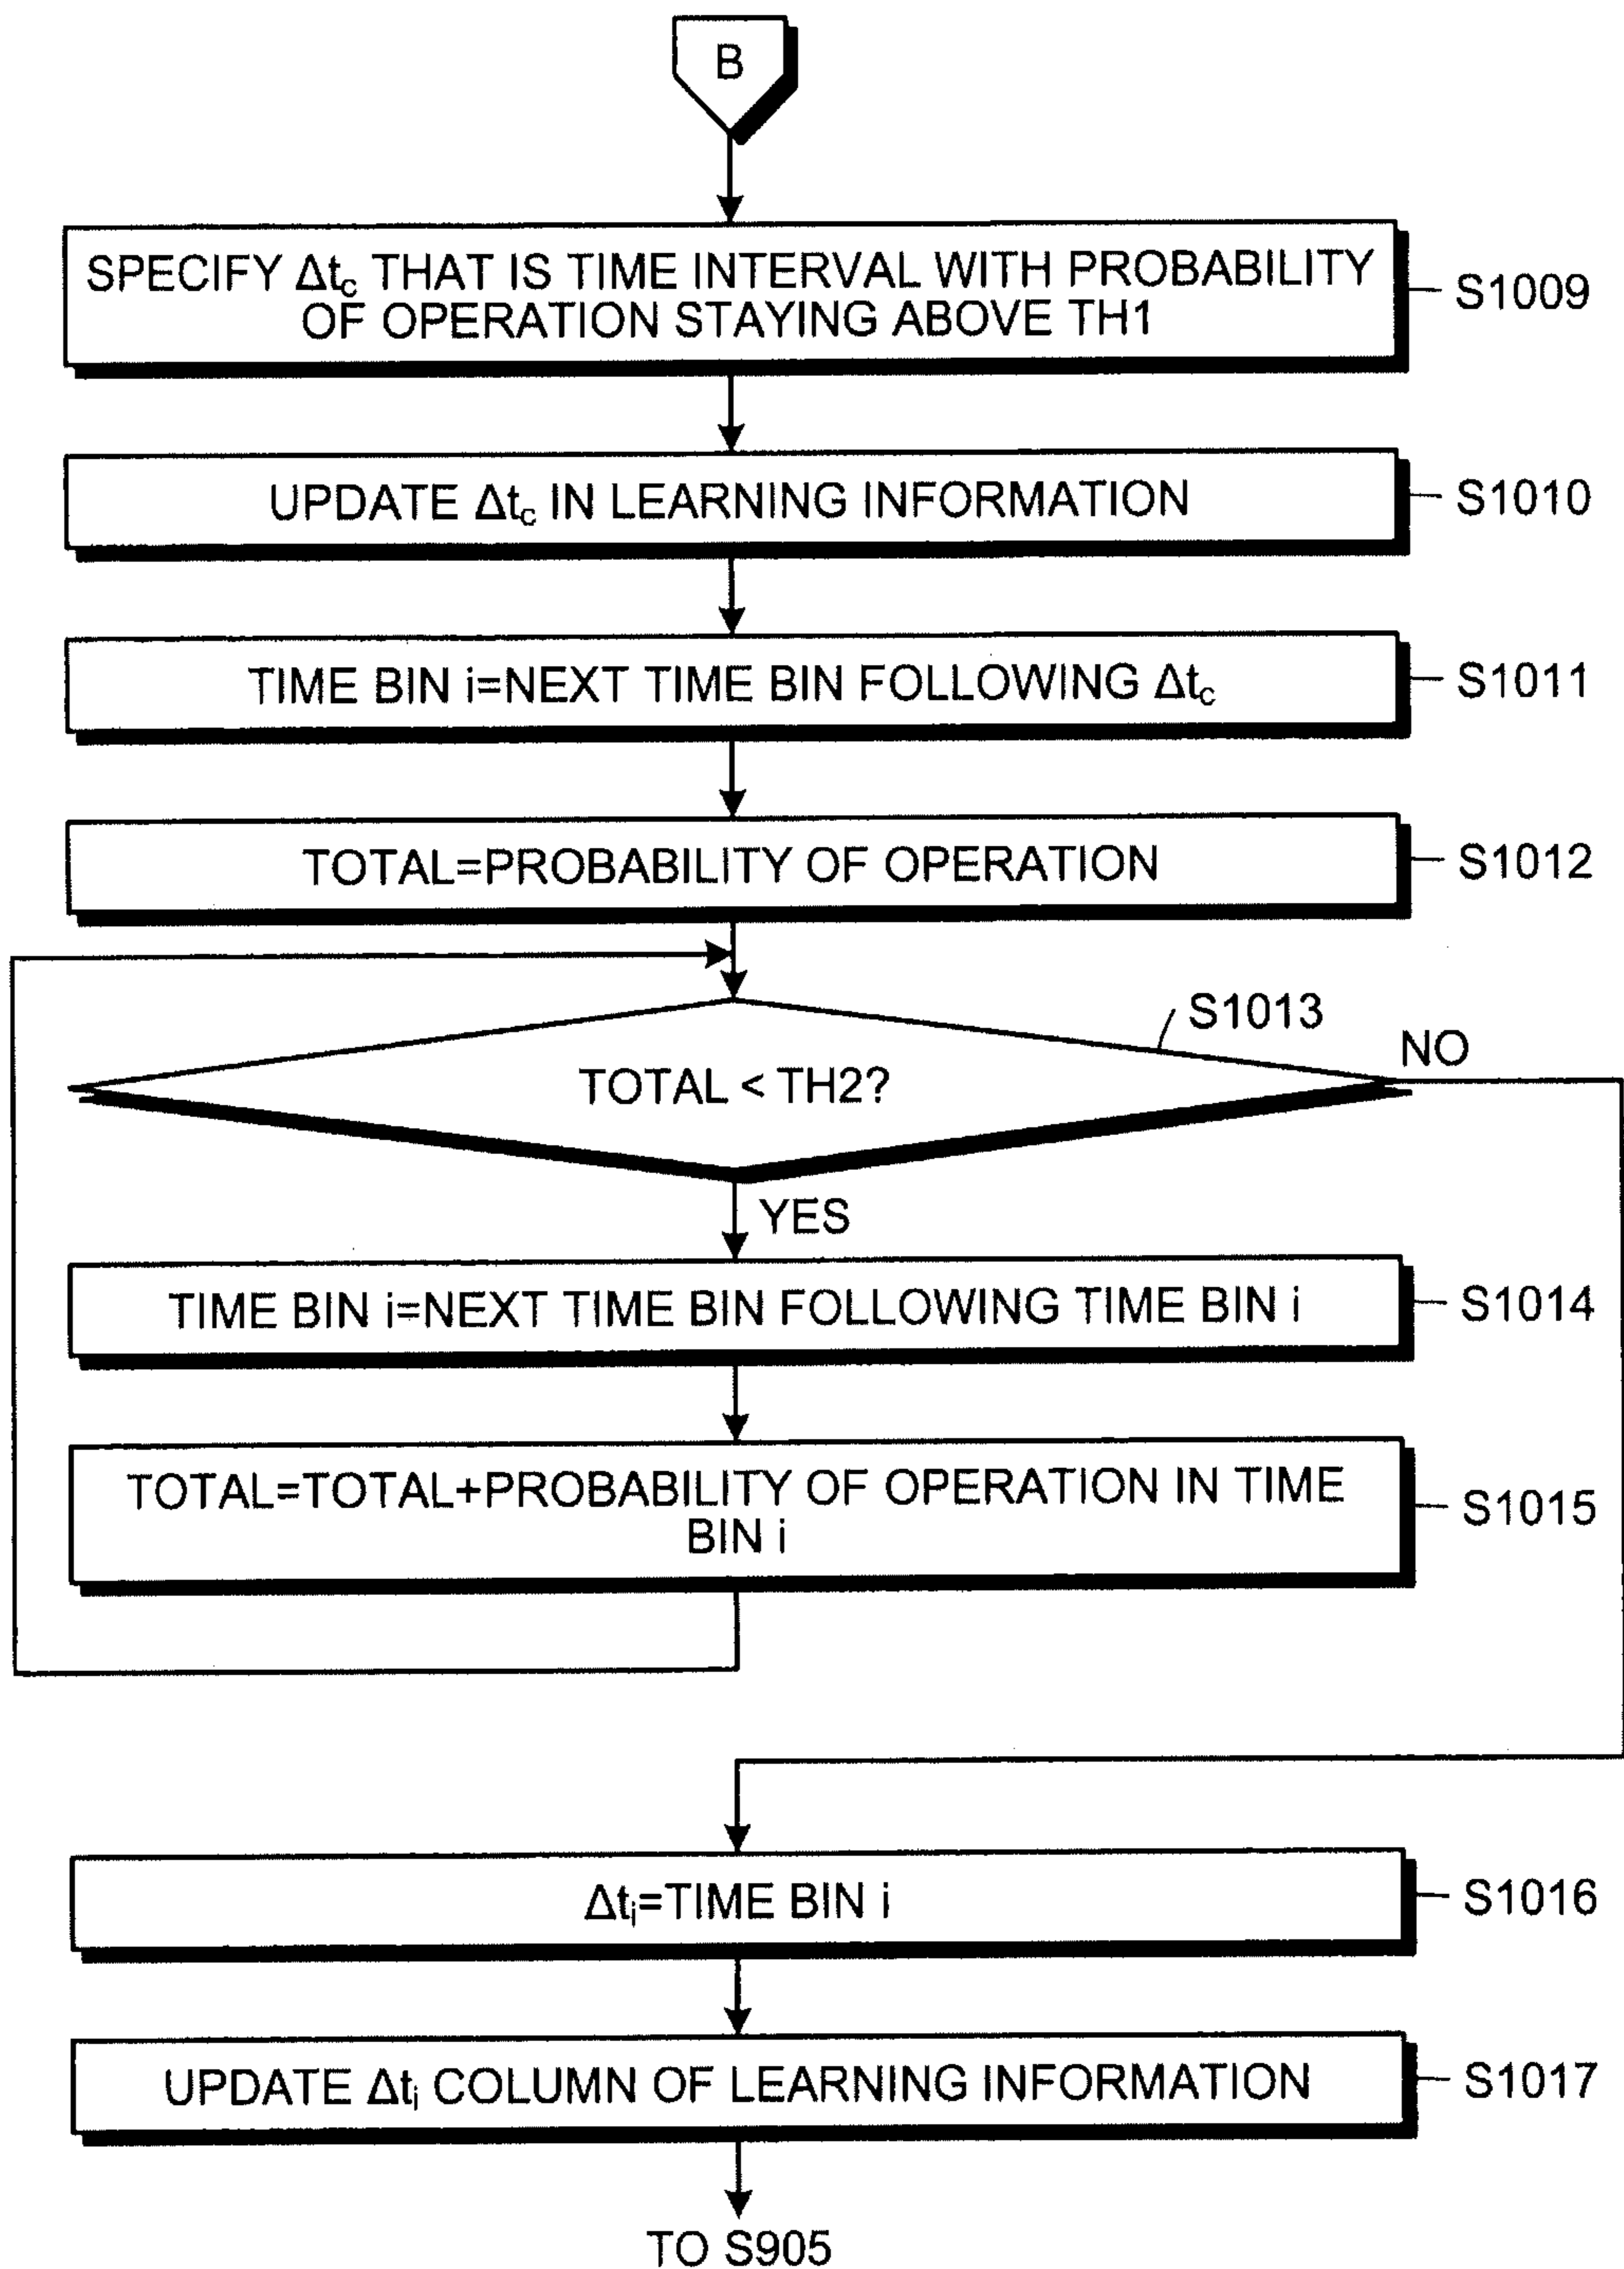 B
SPECIFY Δtc THAT IS TIME INTERVAL WITH PROBABILITY
OF OPERATION STAYING ABOVE TH1
S1009
UPDATE Δtc IN LEARNING INFORMATION
S1010
TIME BIN i=NEXT TIME BIN FOLLOWING Δtc
S1011
TOTAL=PROBABILITY OF OPERATION
S1012
S1013
NO
TOTAL < TH2?
YES
TIME BIN i=NEXT TIME BIN FOLLOWING TIME BIN i
S1014
TOTAL=TOTAL+PROBABILITY OF OPERATION IN TIME
BIN i
S1015
Δti=TIME BIN i
S1016
UPDATE Δti COLUMN OF LEARNING INFORMATION
S1017
TO S905